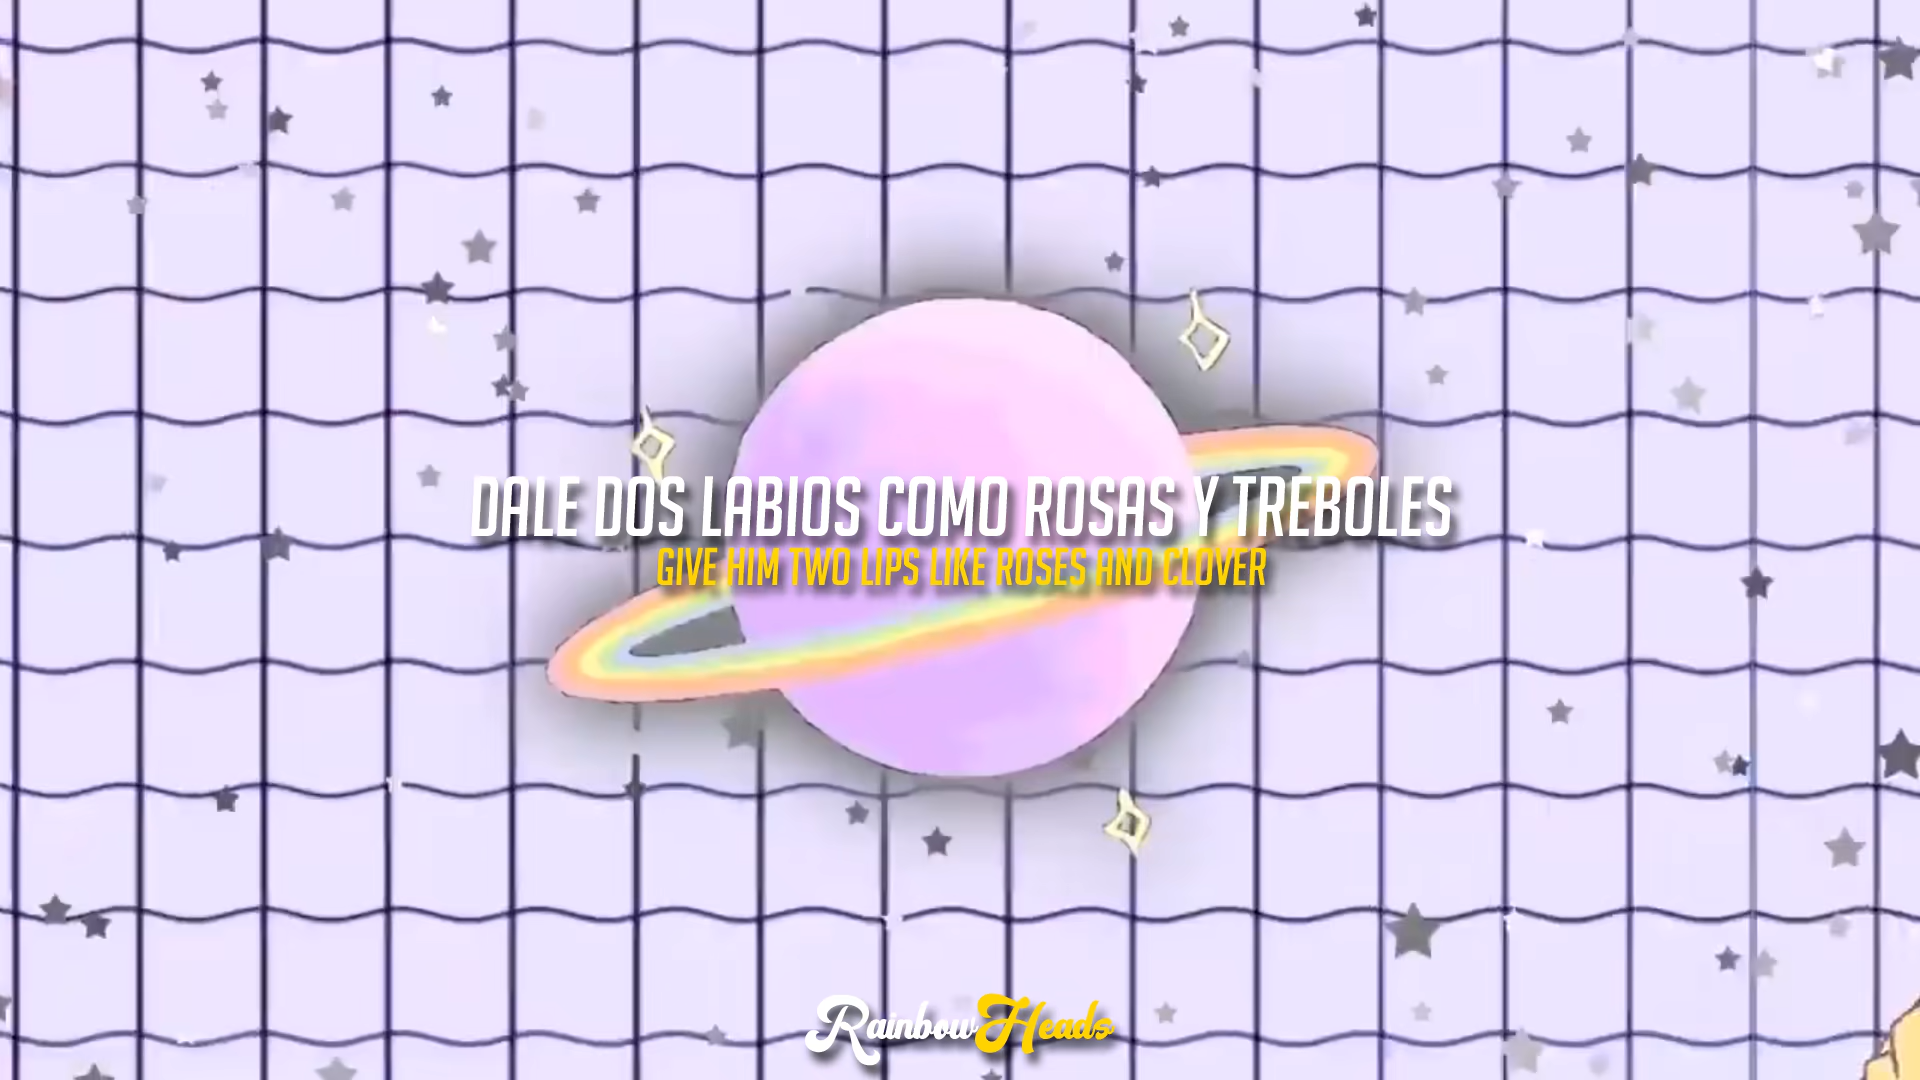 DALE DOS LABIOS COMO ROSAS Y TREBOLES
GIVE HIM TWO LIPS LIKE ROSES AND CLOVER
RainbowHeads